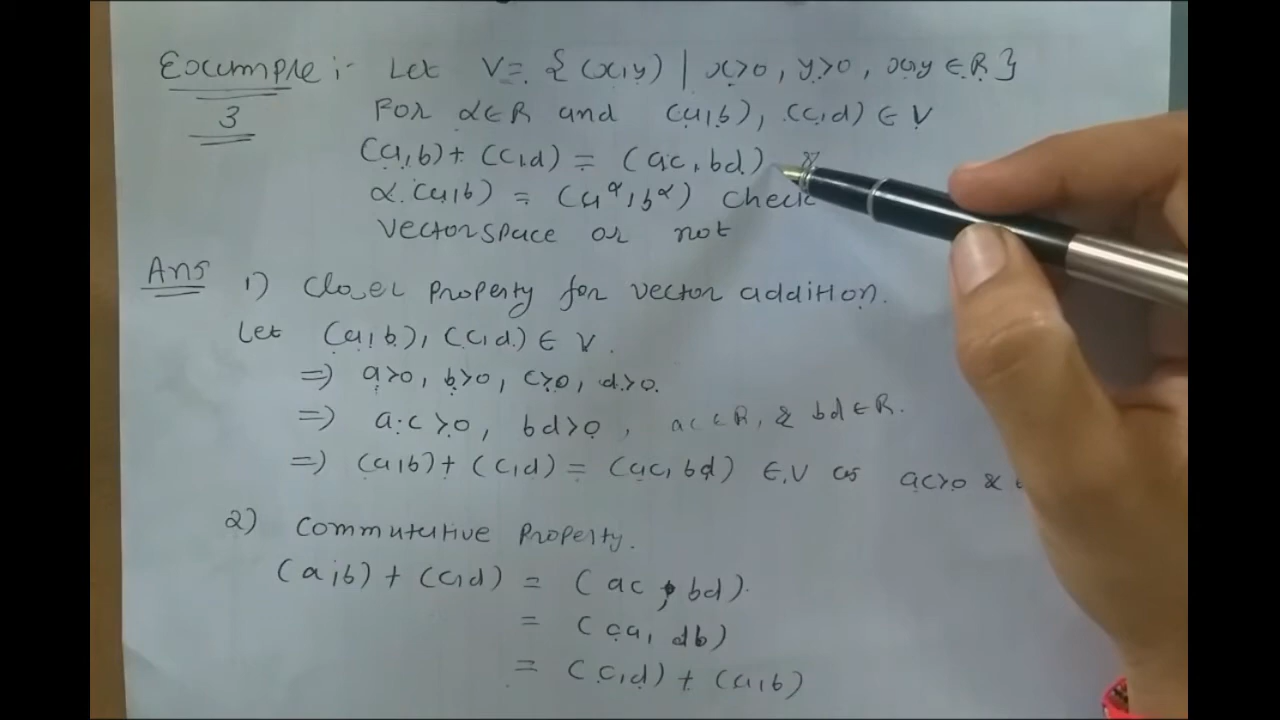 Example :- Let V = { (x,y) | x>0, y>0, x,y ∈ R }
3 For α∈R and (a,b), (c,d) ∈ V
(a,b) + (c,d) = (ac, bd) &
α.(a,b) = (a^α, b^α) check
vector space or not
Ans 1) Closer property for vector addition.
Let (a,b), (c,d) ∈ V.
=) a>0, b>0, c>0, d>0.
=) a.c>0, bd>0, ac∈R, & bd∈R.
=) (a,b) + (c,d) = (ac, bd) ∈ V as ac>0 &
2) Commutative Property.
(a,b) + (c,d) = (ac, bd).
= (ca, db)
= (c,d) + (a,b)